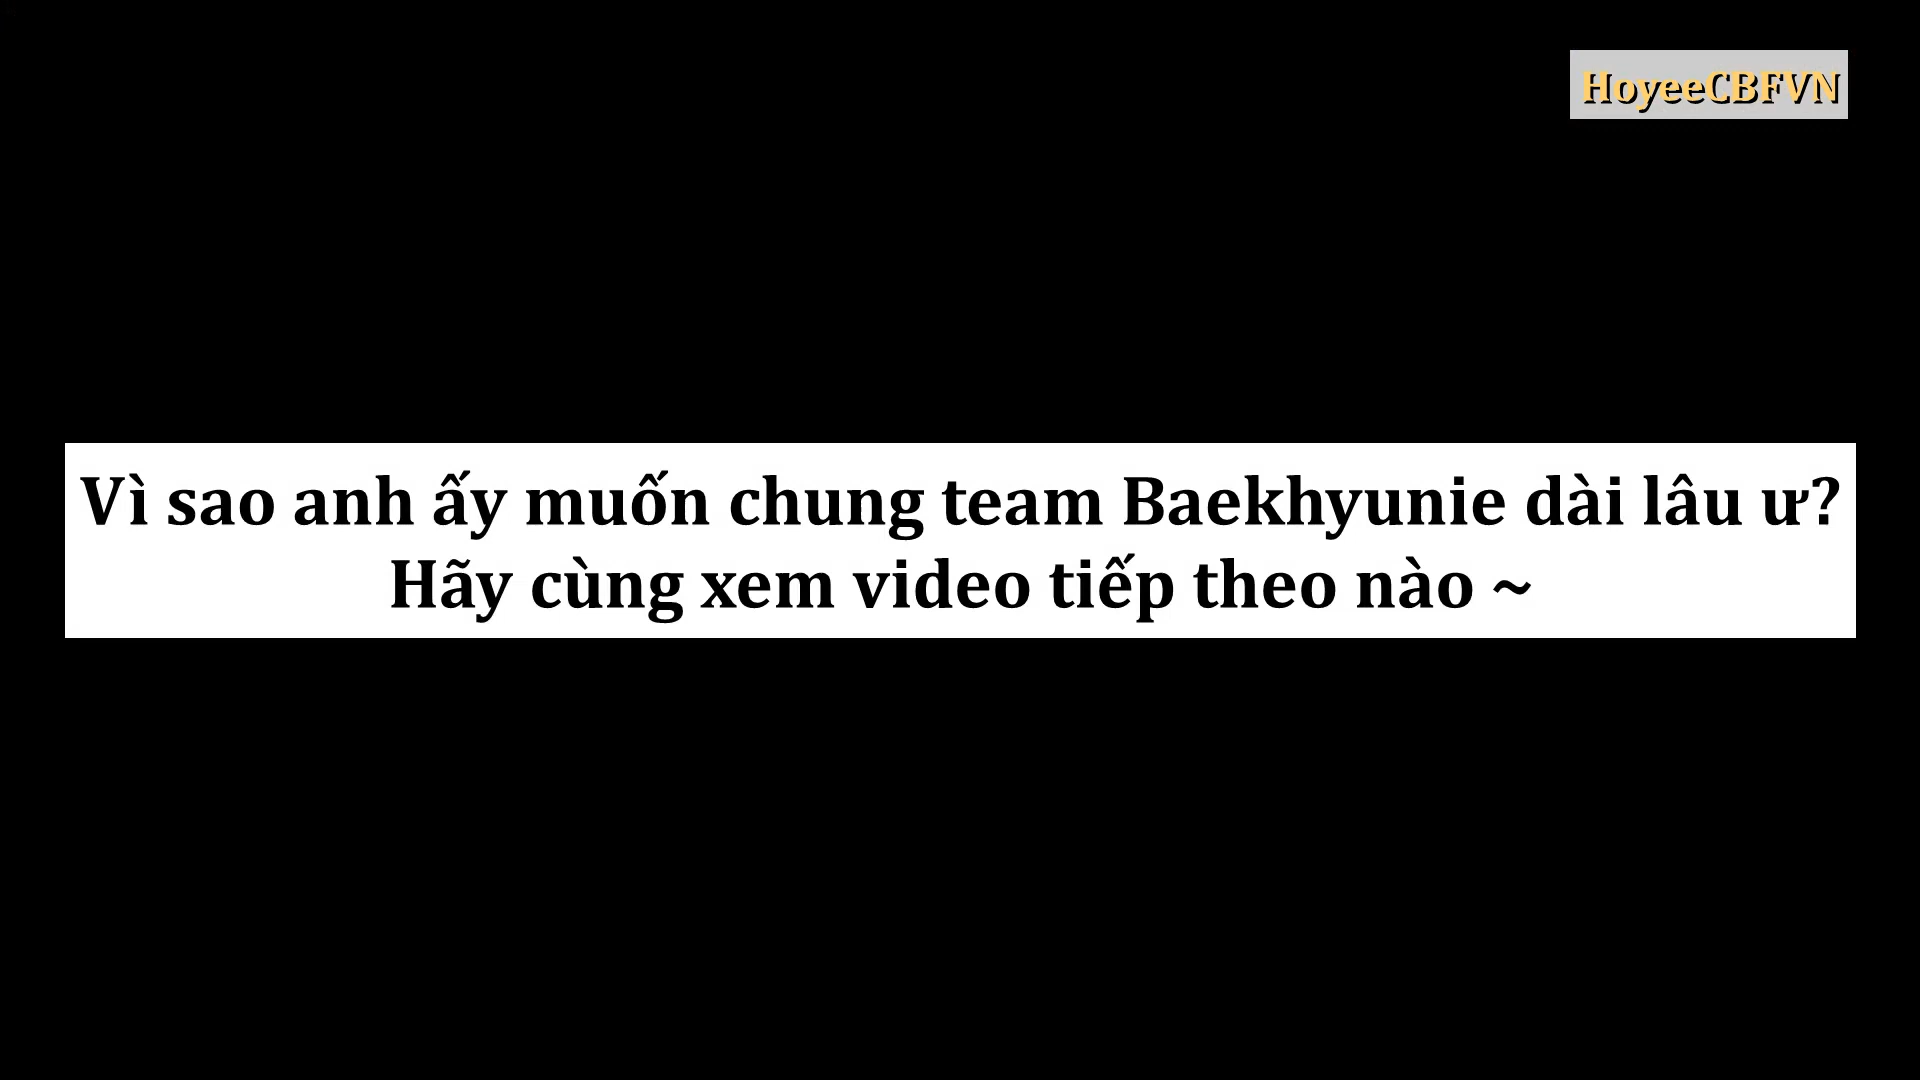 HoyeeCBFVN
Vì sao anh ấy muốn chung team Baekhyunie dài lâu ư?
Hãy cùng xem video tiếp theo nào ~